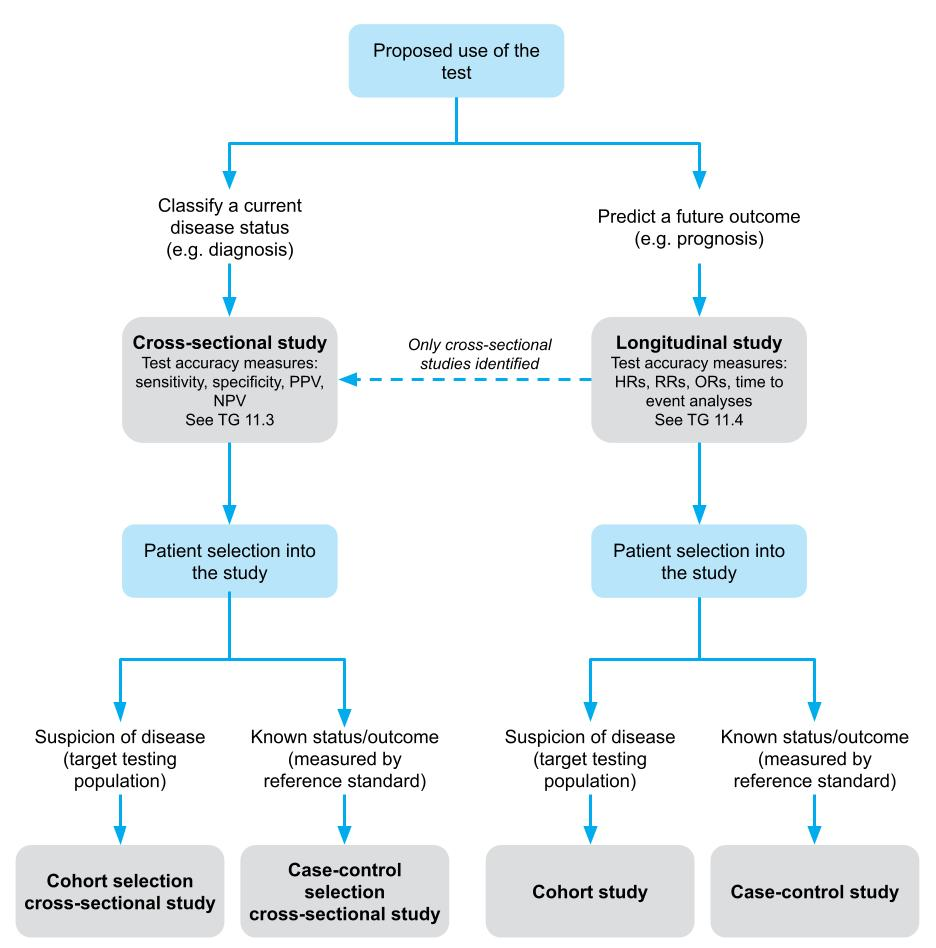 Proposed use of the
test
Classify a current
disease status
(e.g. diagnosis)
Predict a future outcome
(e.g. prognosis)
Cross-sectional study
Test accuracy measures:
sensitivity, specificity, PPV,
NPV
See TG 11.3
Only cross-sectional
studies identified
Longitudinal study
Test accuracy measures:
HRs, RRs, ORs, time to
event analyses
See TG 11.4
Patient selection into
the study
Patient selection into
the study
Suspicion of disease
(target testing
population)
Known status/outcome
(measured by
reference standard)
Suspicion of disease
(target testing
population)
Known status/outcome
(measured by
reference standard)
Cohort selection
cross-sectional study
Case-control
selection
cross-sectional study
Cohort study
Case-control study